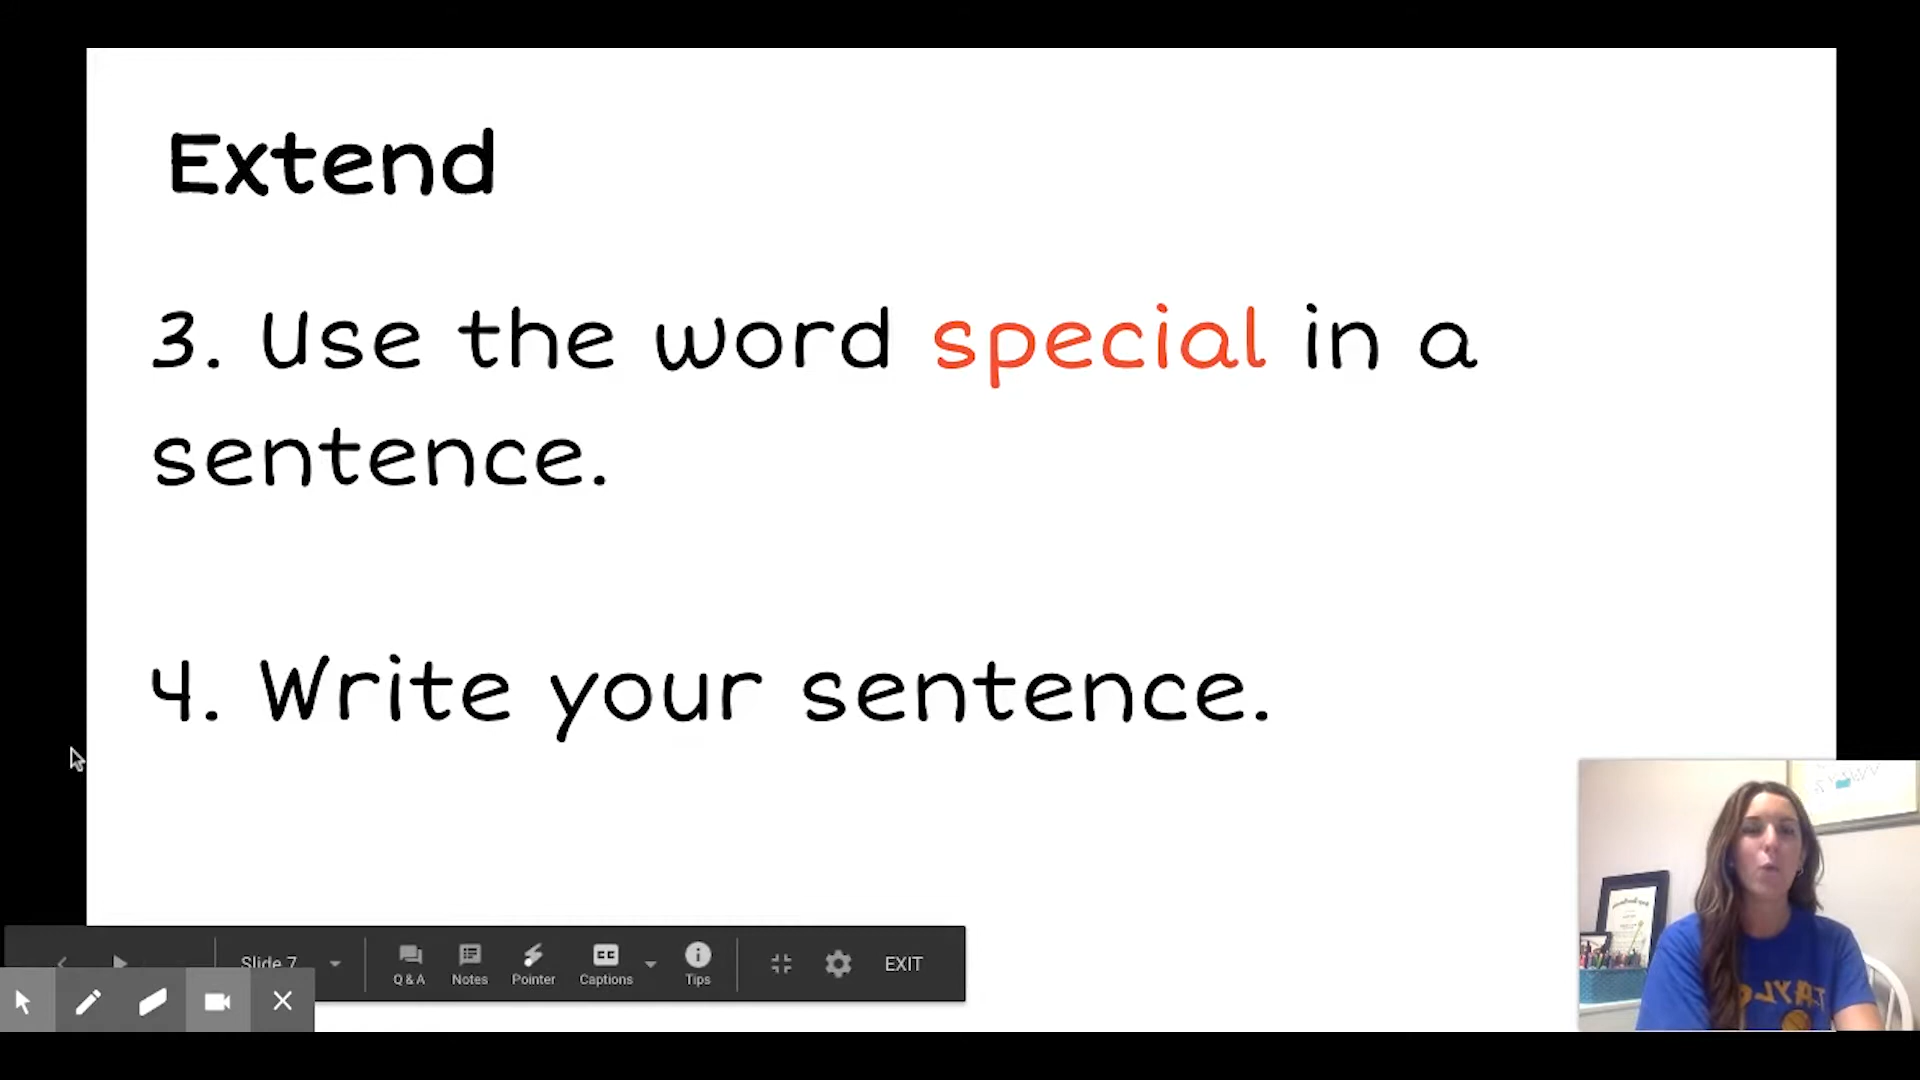 Extend
3. Use the word special in a
sentence.
4. Write your sentence.
Slide 7
Q & A
Notes
Pointer
Captions
Tips
EXIT